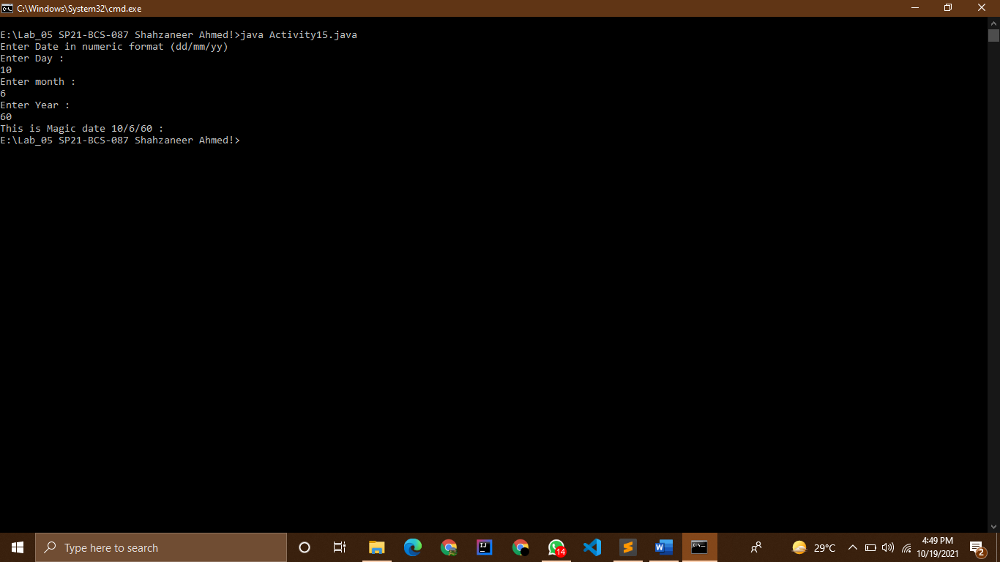 C:\Windows\System32\cmd.exe
E:\Lab_05 SP21-BCS-087 Shahzaneer Ahmed!>java Activity15.java
Enter Date in numeric format (dd/mm/yy)
Enter Day :
10
Enter month :
6
Enter Year :
60
This is Magic date 10/6/60 :
E:\Lab_05 SP21-BCS-087 Shahzaneer Ahmed!>
Type here to search
14
29°C
4:49 PM
10/19/2021
2